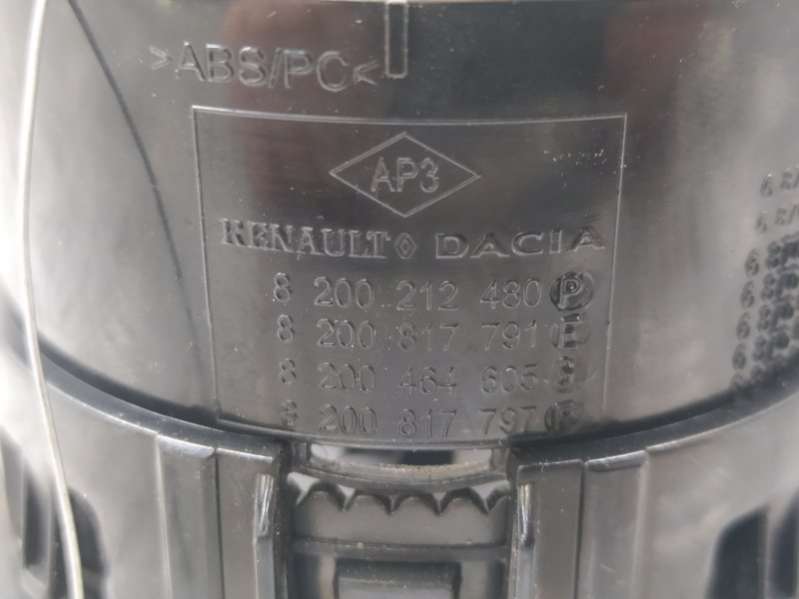 >ABS/PC<
AP3
RENAULT DACIA
8 200 212 480 P
8 200 817 791
8 200 464 605
8 200 817 797